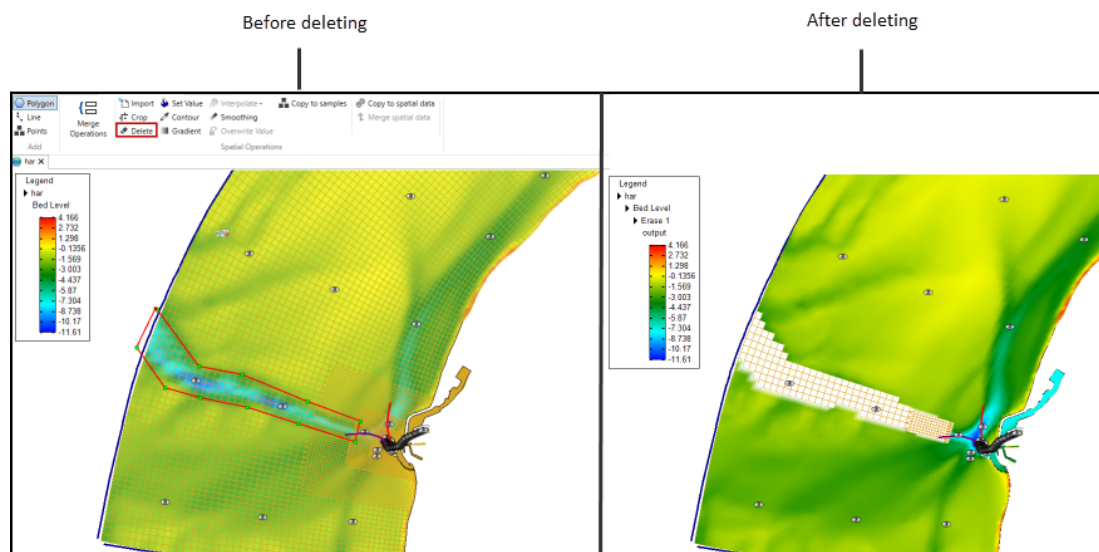 Before deleting
After deleting
Polygon
Line
Points
Add
Merge
Operations
Import
Set Value
Interpolate
Copy to samples
Copy to spatial data
Crop
Contour
Smoothing
Merge spatial data
Delete
Gradient
Overwrite Value
Spatial Operations
har
Legend
har
Bed Level
4.166
2.732
1.298
-0.1356
-1.569
-3.003
-4.437
-5.87
-7.304
-8.738
-10.17
-11.61
Legend
har
Bed Level
Erase 1
output
4.166
2.732
1.298
-0.1356
-1.569
-3.003
-4.437
-5.87
-7.304
-8.738
-10.17
-11.61